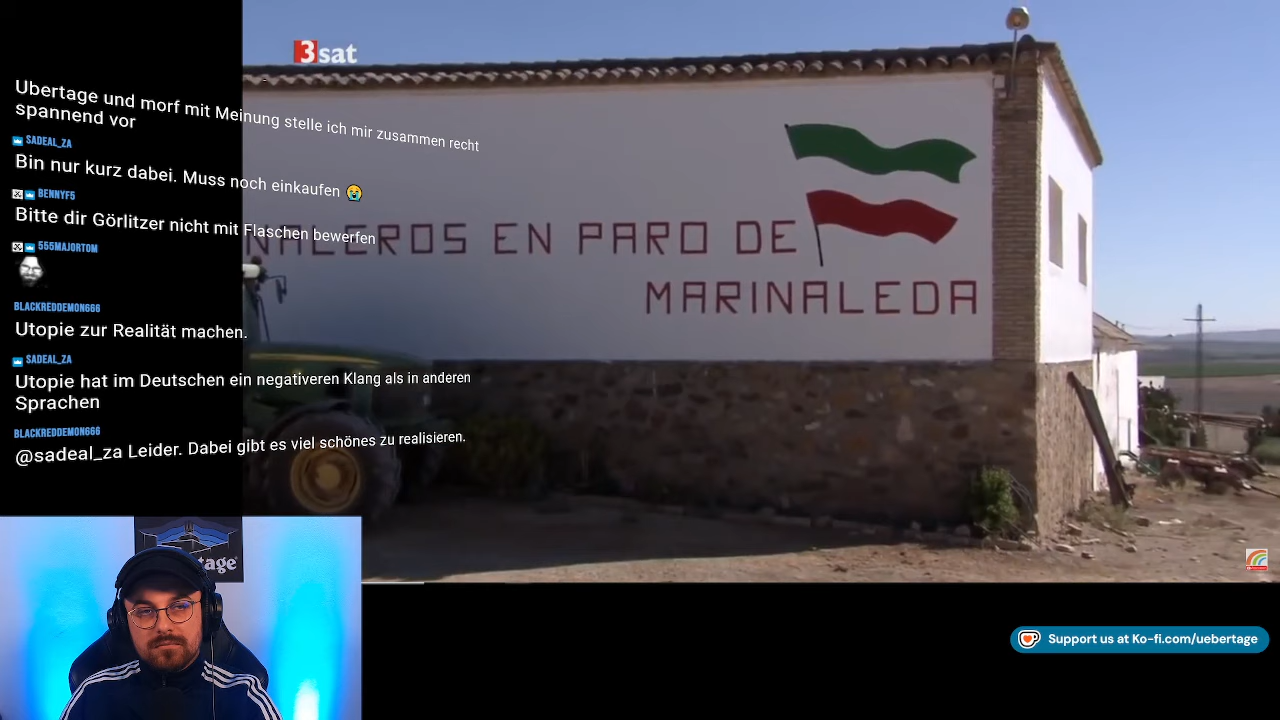 3sat
Ubertage und morf mit Meinung stelle ich mir zusammen recht
spannend vor
SADEAL_ZA
Bin nur kurz dabei. Muss noch einkaufen 😭
BENNYF5
Bitte dir Görlitzer nicht mit Flaschen bewerfen
555MAJORTOM
BLACKREDDEMON666
Utopie zur Realität machen.
SADEAL_ZA
Utopie hat im Deutschen ein negativeren Klang als in anderen
Sprachen
BLACKREDDEMON666
@sadeal_za Leider. Dabei gibt es viel schönes zu realisieren.
EN PARO DE
MARINALEDA
Support us at Ko-fi.com/uebertage